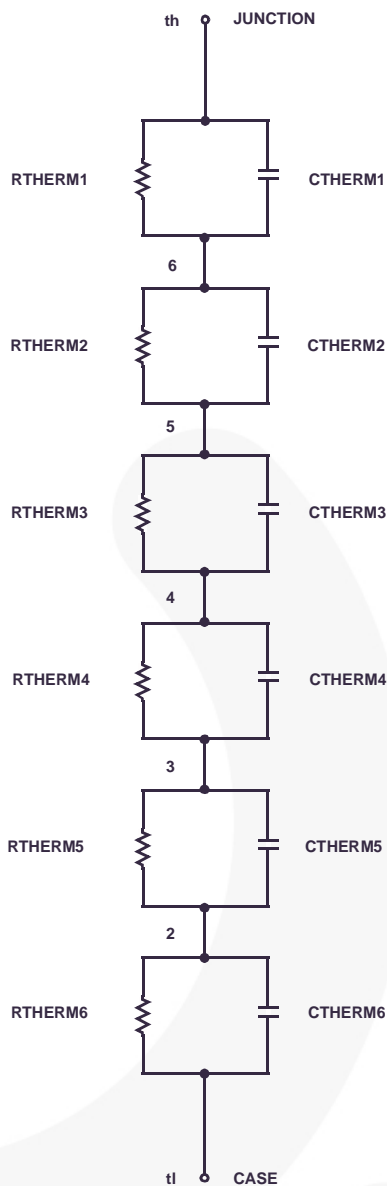 th JUNCTION
RTHERM1 CTHERM1
6
RTHERM2 CTHERM2
5
RTHERM3 CTHERM3
4
RTHERM4 CTHERM4
3
RTHERM5 CTHERM5
2
RTHERM6 CTHERM6
tl CASE